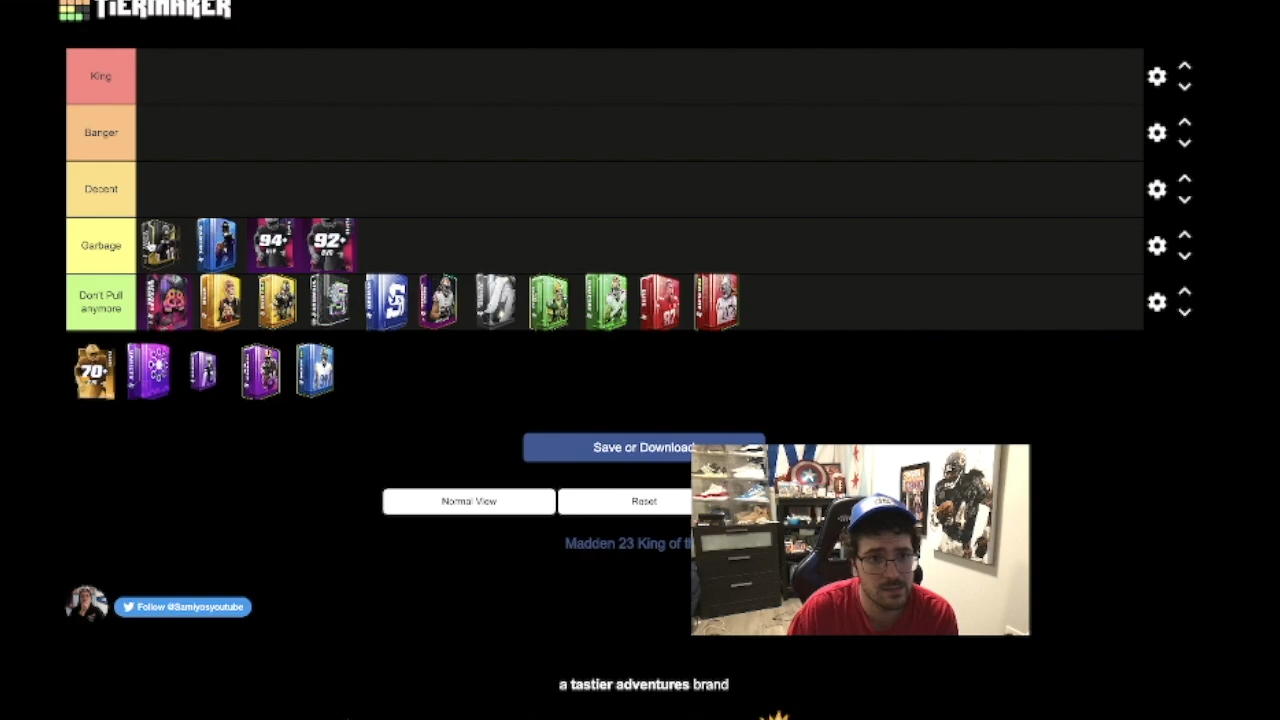 TIERMAKER
King
Banger
Decent
Garbage
94+
92+
Don't Pull
anymore
70+
Save or Download
Normal View
Reset
Madden 23 King of th
Follow @Samiyosyoutube
a tastier adventures brand